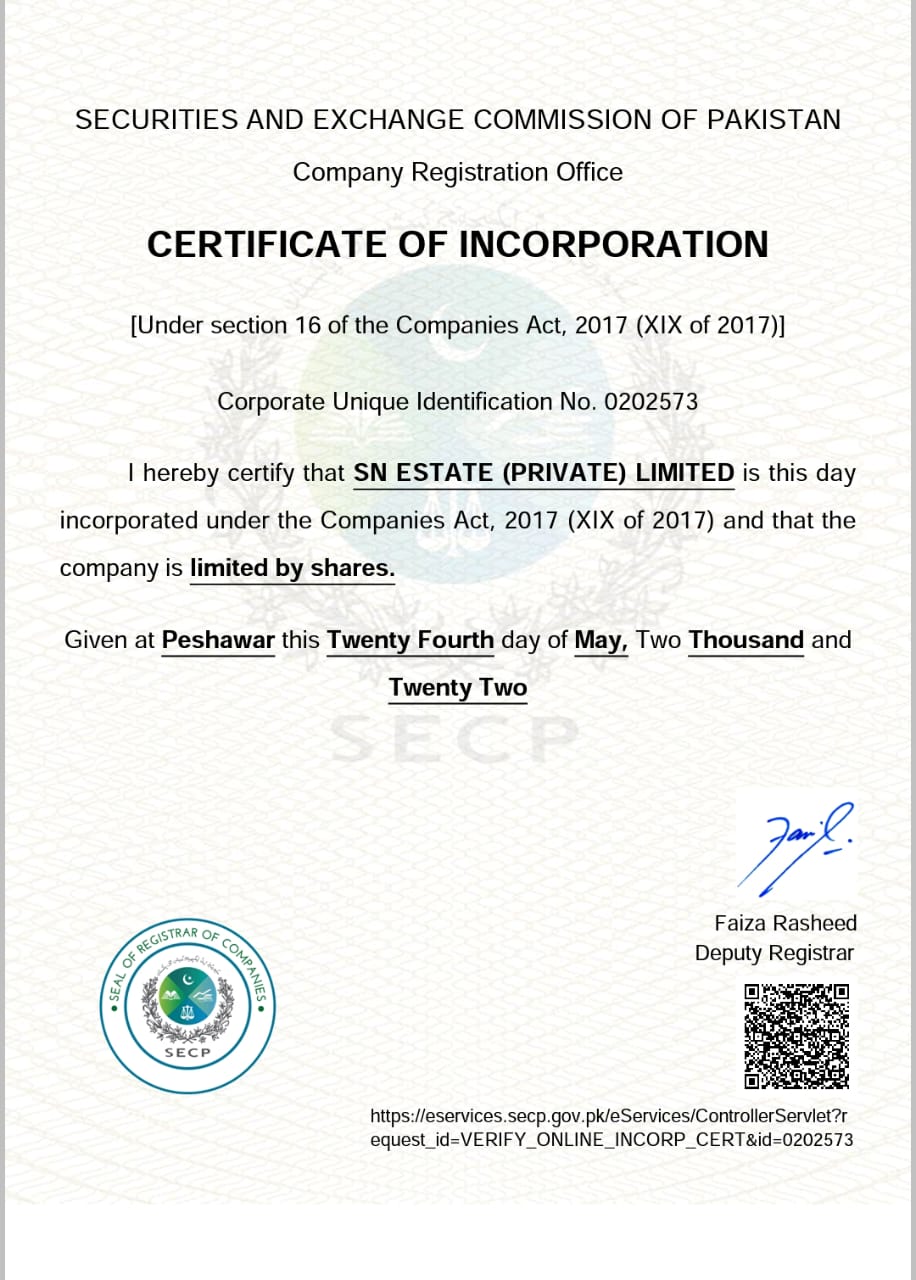 SECURITIES AND EXCHANGE COMMISSION OF PAKISTAN
Company Registration Office
CERTIFICATE OF INCORPORATION
[Under section 16 of the Companies Act, 2017 (XIX of 2017)]
Corporate Unique Identification No. 0202573
I hereby certify that SN ESTATE (PRIVATE) LIMITED is this day
incorporated under the Companies Act, 2017 (XIX of 2017) and that the
company is limited by shares.
Given at Peshawar this Twenty Fourth day of May, Two Thousand and
Twenty Two
SECP
Faiza Rasheed
Deputy Registrar
SEAL OF REGISTRAR OF COMPANIES
SECP
https://eservices.secp.gov.pk/eServices/ControllerServlet?r
equest_id=VERIFY_ONLINE_INCORP_CERT&id=0202573